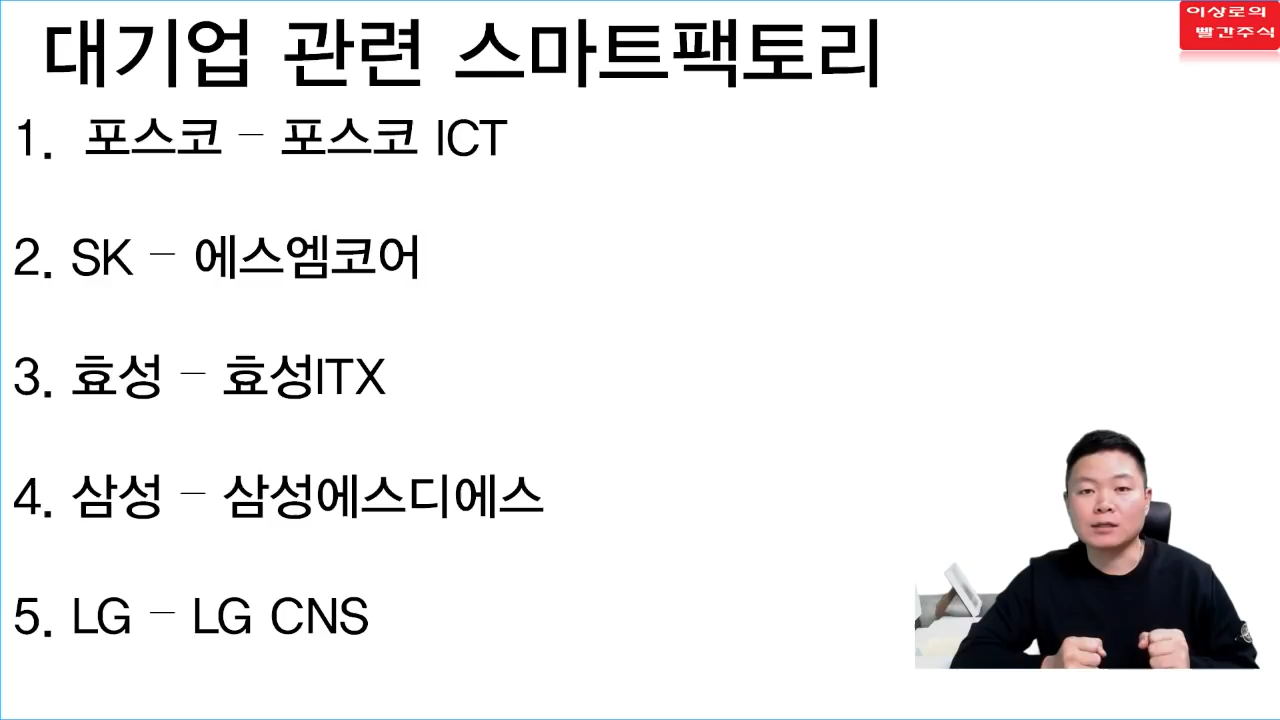 대기업 관련 스마트팩토리
이상로의
빨간주식
1. 포스코 - 포스코 ICT
2. SK - 에스엠코어
3. 효성 - 효성ITX
4. 삼성 - 삼성에스디에스
5. LG - LG CNS